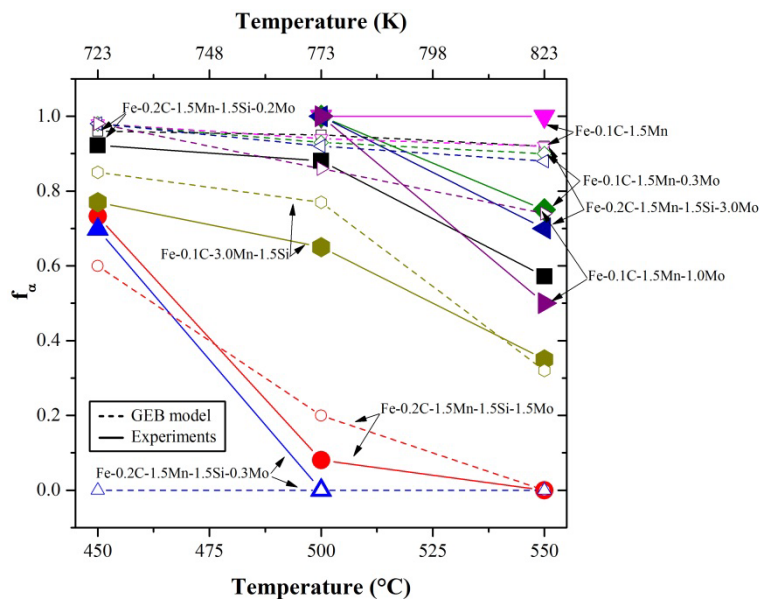 Temperature (K)
723 748 773 798 823
1.0
0.8
0.6
0.4
0.2
0.0
fα
Fe-0.2C-1.5Mn-1.5Si-0.2Mo
Fe-0.1C-1.5Mn
Fe-0.1C-1.5Mn-0.3Mo
Fe-0.2C-1.5Mn-1.5Si-3.0Mo
Fe-0.1C-3.0Mn-1.5Si
Fe-0.1C-1.5Mn-1.0Mo
Fe-0.2C-1.5Mn-1.5Si-1.5Mo
GEB model
Experiments
Fe-0.2C-1.5Mn-1.5Si-0.3Mo
450 475 500 525 550
Temperature (°C)